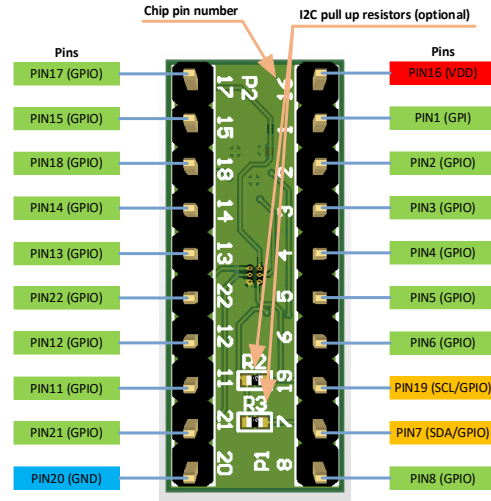 Chip pin number
I2C pull up resistors (optional)
Pins
Pins
PIN17 (GPIO)
17
P2
16
PIN16 (VDD)
PIN15 (GPIO)
15
1
PIN1 (GPI)
PIN18 (GPIO)
18
2
PIN2 (GPIO)
PIN14 (GPIO)
14
3
PIN3 (GPIO)
PIN13 (GPIO)
13
4
PIN4 (GPIO)
PIN22 (GPIO)
22
5
PIN5 (GPIO)
PIN12 (GPIO)
12
6
PIN6 (GPIO)
R2
PIN11 (GPIO)
11
19
PIN19 (SCL/GPIO)
R3
PIN21 (GPIO)
21
7
PIN7 (SDA/GPIO)
PIN20 (GND)
20
P1
8
PIN8 (GPIO)